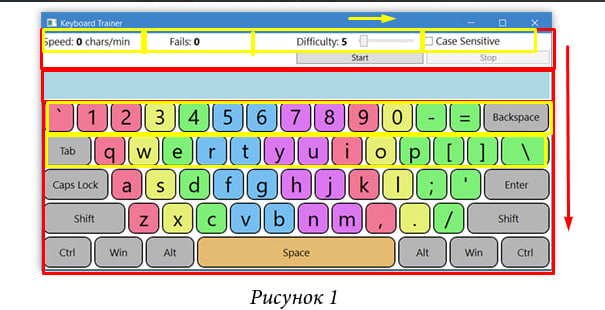 Keyboard Trainer
Speed: 0 chars/min Fails: 0 Difficulty: 5 Case Sensitive
Start Stop
` 1 2 3 4 5 6 7 8 9 0 - = Backspace
Tab q w e r t y u i o p [ ] \
Caps Lock a s d f g h j k l ; ' Enter
Shift z x c v b n m , . / Shift
Ctrl Win Alt Space Alt Win Ctrl
Рисунок 1